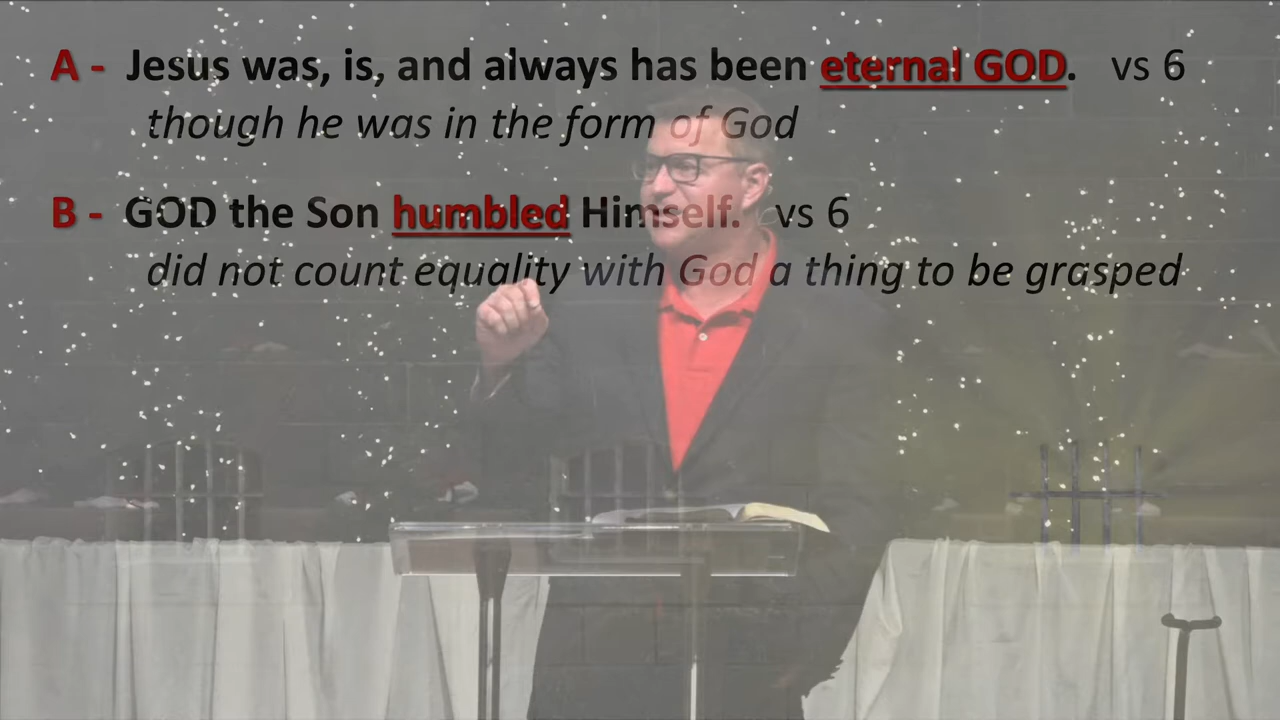 A - Jesus was, is, and always has been eternal GOD. vs 6
though he was in the form of God
B - GOD the Son humbled Himself. vs 6
did not count equality with God a thing to be grasped